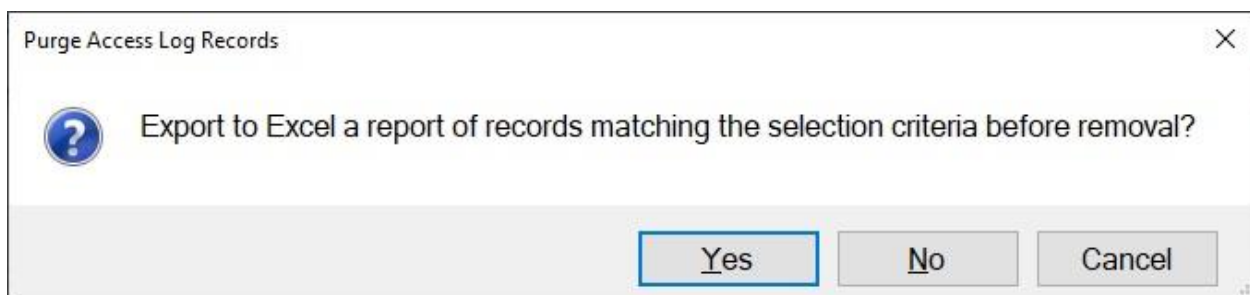 Purge Access Log Records
Export to Excel a report of records matching the selection criteria before removal?
Yes
No
Cancel